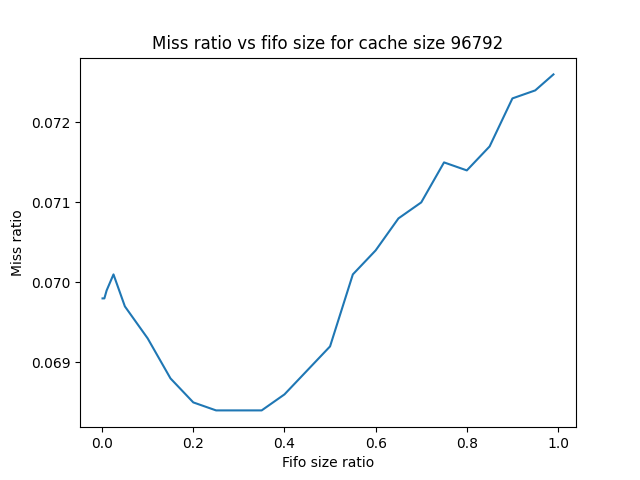 Miss ratio vs fifo size for cache size 96792
Miss ratio
0.072
0.071
0.070
0.069
0.0 0.2 0.4 0.6 0.8 1.0
Fifo size ratio